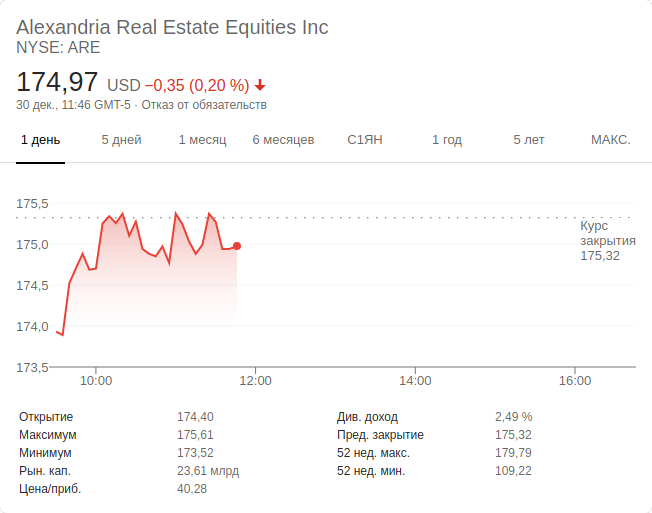 Alexandria Real Estate Equities Inc
NYSE: ARE
174,97 USD −0,35 (0,20 %)
30 дек., 11:46 GMT-5 · Отказ от обязательств
1 день 5 дней 1 месяц 6 месяцев С1ЯН 1 год 5 лет МАКС.
175,5
Курс
175,0
закрытия
175,32
174,5
174,0
173,5
10:00 12:00 14:00 16:00
Открытие 174,40 Див. доход 2,49 %
Максимум 175,61 Пред. закрытие 175,32
Минимум 173,52 52 нед. макс. 179,79
Рын. кап. 23,61 млрд 52 нед. мин. 109,22
Цена/приб. 40,28